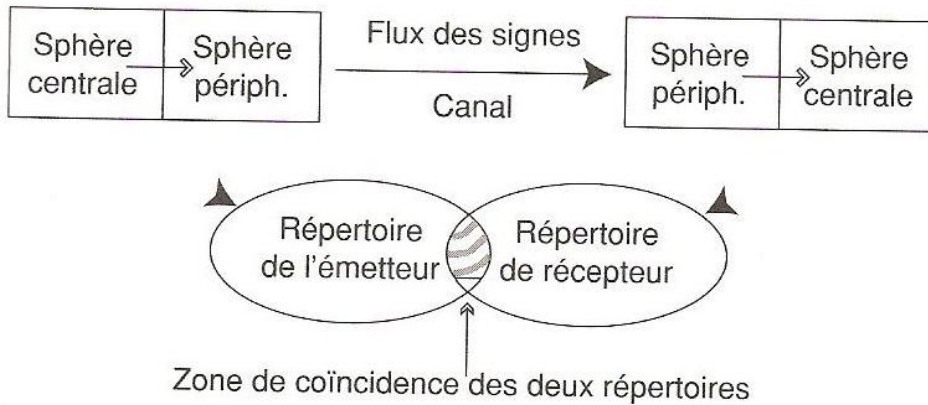 Sphère
centrale
Sphère
périph.
Flux des signes
Canal
Sphère
périph.
Sphère
centrale
Répertoire
de l'émetteur
Répertoire
de récepteur
Zone de coïncidence des deux répertoires